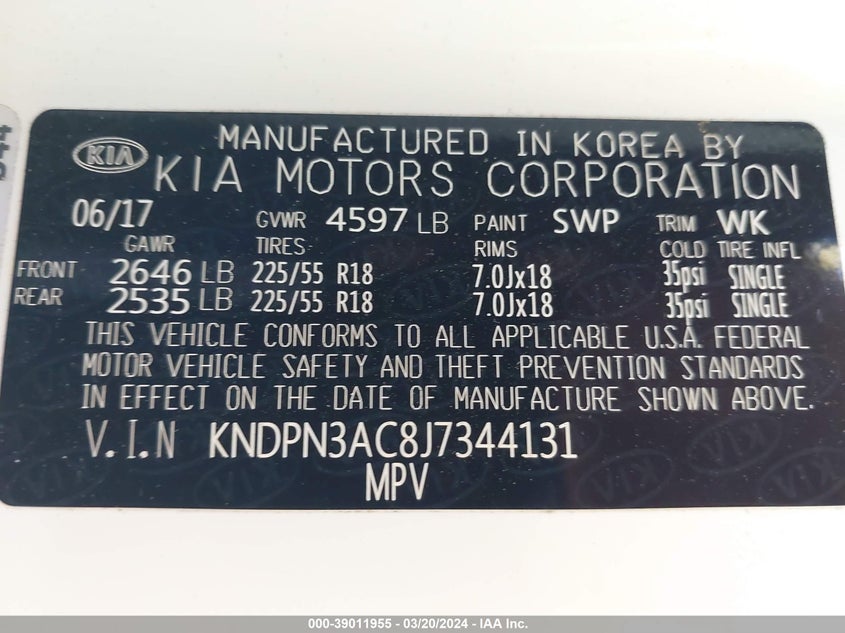 MANUFACTURED IN KOREA BY
KIA KIA MOTORS CORPORATION
06/17 GVWR 4597 LB PAINT SWP TRIM WK
GAWR TIRES RIMS COLD TIRE INFL
FRONT 2646 LB 225/55 R18 7.0Jx18 35psi SINGLE
REAR 2535 LB 225/55 R18 7.0Jx18 35psi SINGLE
THIS VEHICLE CONFORMS TO ALL APPLICABLE U.S.A. FEDERAL
MOTOR VEHICLE SAFETY AND THEFT PREVENTION STANDARDS
IN EFFECT ON THE DATE OF MANUFACTURE SHOWN ABOVE.
V.I.N KNDPN3AC8J7344131
MPV
000-39011955 - 03/20/2024 - IAA Inc.